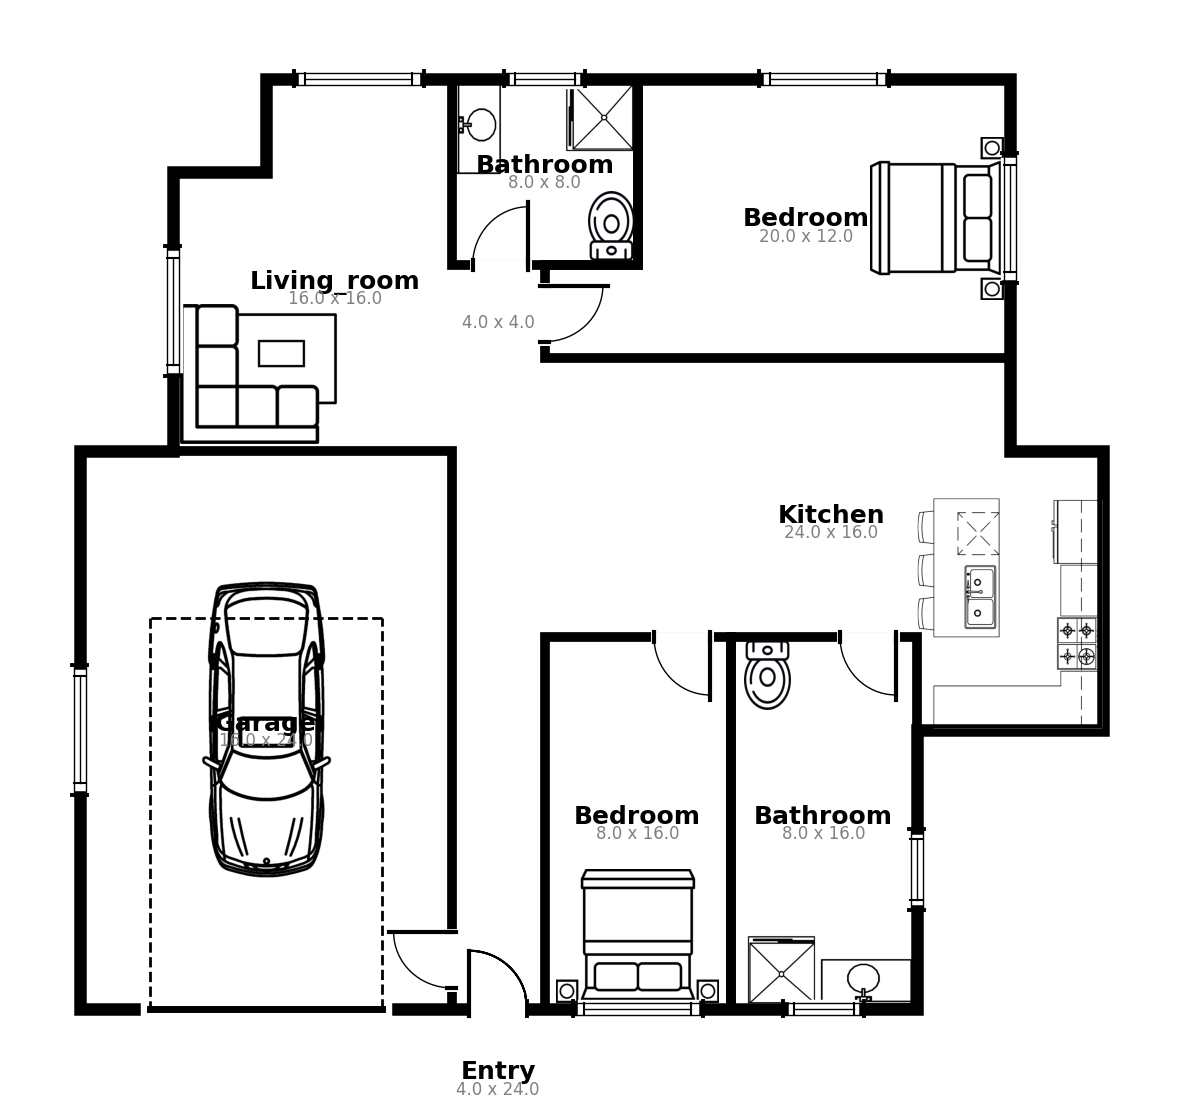 Bathroom
8.0 x 8.0
Bedroom
20.0 x 12.0
Living_room
16.0 x 16.0
4.0 x 4.0
Kitchen
24.0 x 16.0
Garage
16.0 x 24.0
Bedroom
8.0 x 16.0
Bathroom
8.0 x 16.0
Entry
4.0 x 24.0